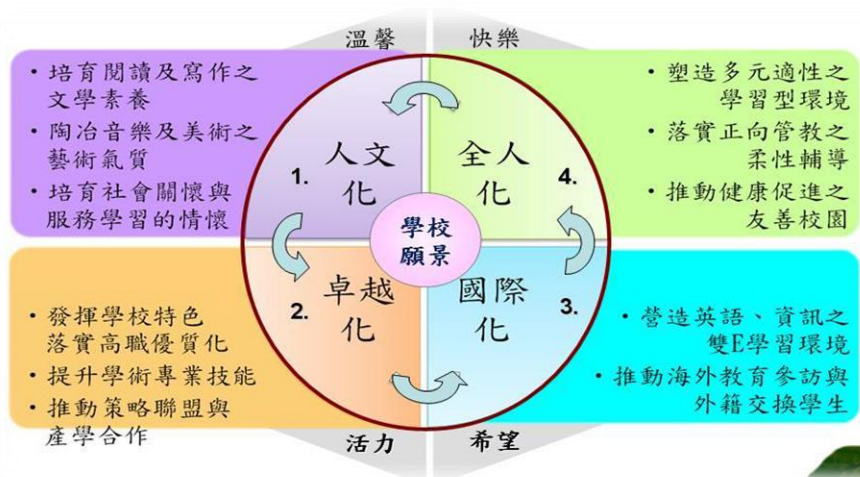 溫馨
快樂
• 培育閱讀及寫作之
文學素養
• 陶冶音樂及美術之
藝術氣質
• 培育社會關懷與
服務學習的情懷
1.
人文
化
全人
化
4.
• 塑造多元適性之
學習型環境
• 落實正向管教之
柔性輔導
• 推動健康促進之
友善校園
學校
願景
• 發揮學校特色
落實高職優質化
• 提升學術專業技能
• 推動策略聯盟與
產學合作
2.
卓越
化
國際
化
3.
• 營造英語、資訊之
雙E學習環境
• 推動海外教育參訪與
外籍交換學生
活力
希望